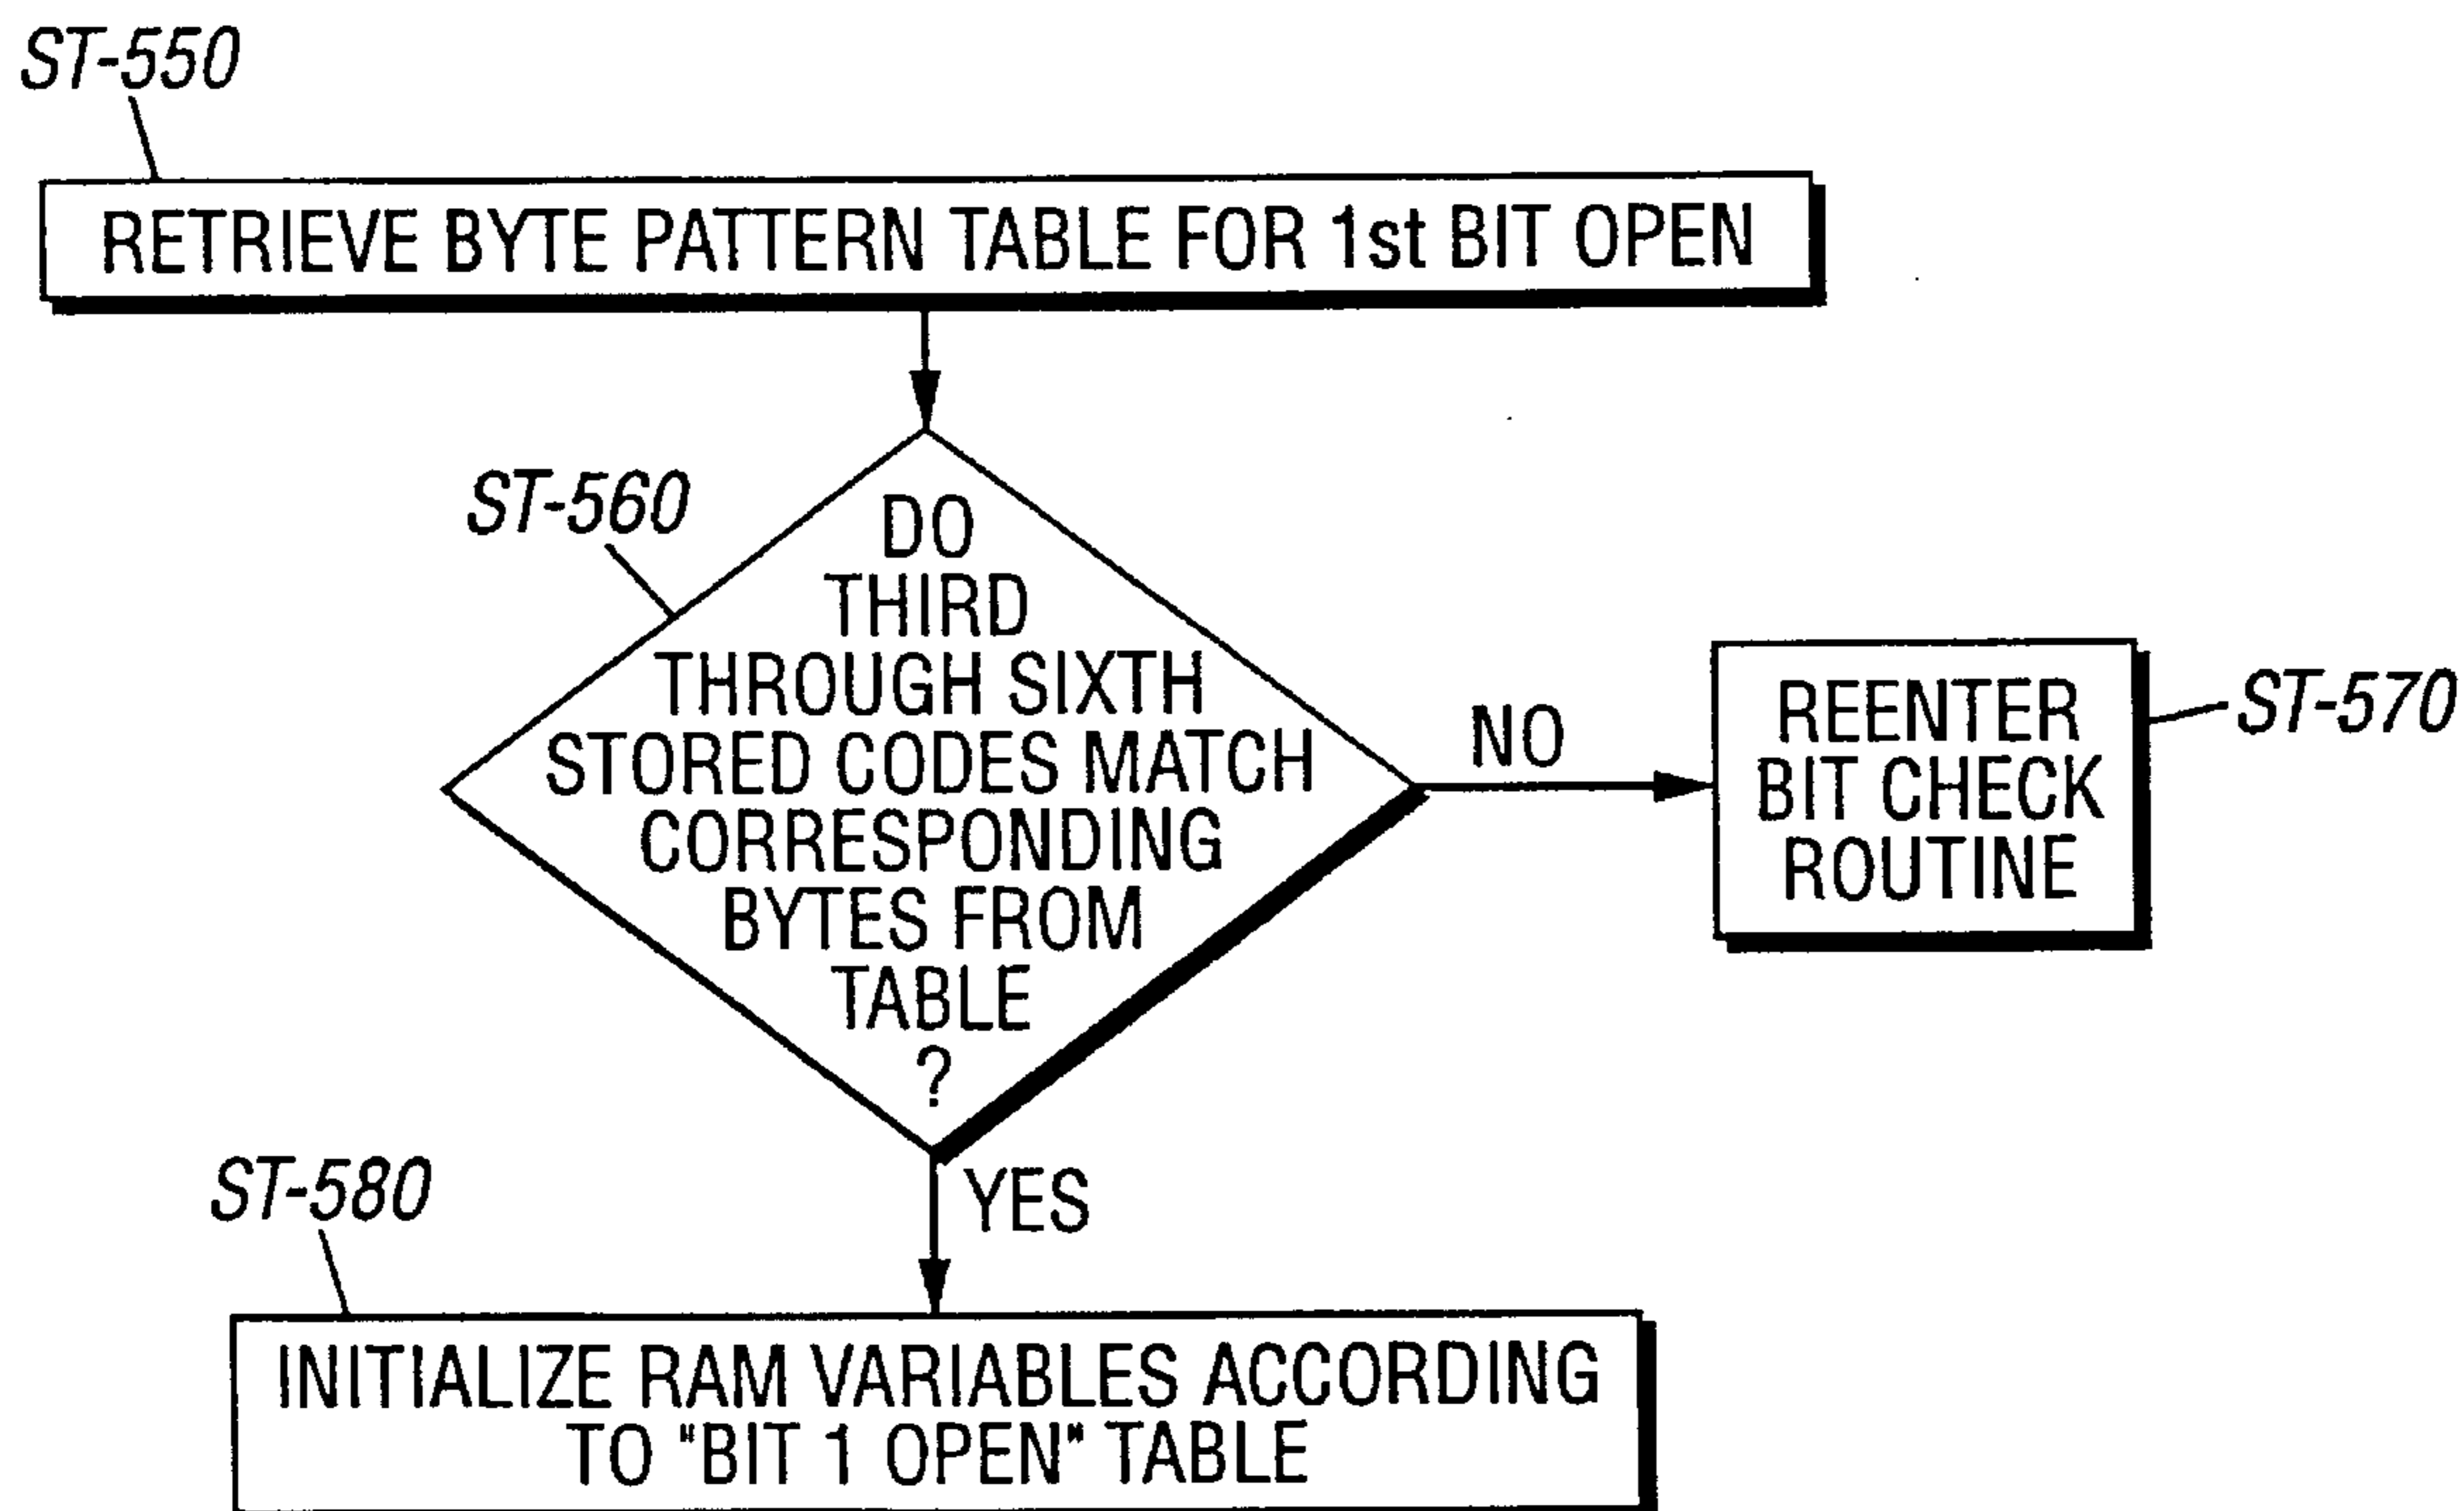 ST-550
RETRIEVE BYTE PATTERN TABLE FOR 1st BIT OPEN
ST-560
DO
THIRD
THROUGH SIXTH
STORED CODES MATCH
CORRESPONDING
BYTES FROM
TABLE
?
NO
REENTER
BIT CHECK
ROUTINE
ST-570
YES
ST-580
INITIALIZE RAM VARIABLES ACCORDING
TO "BIT 1 OPEN" TABLE